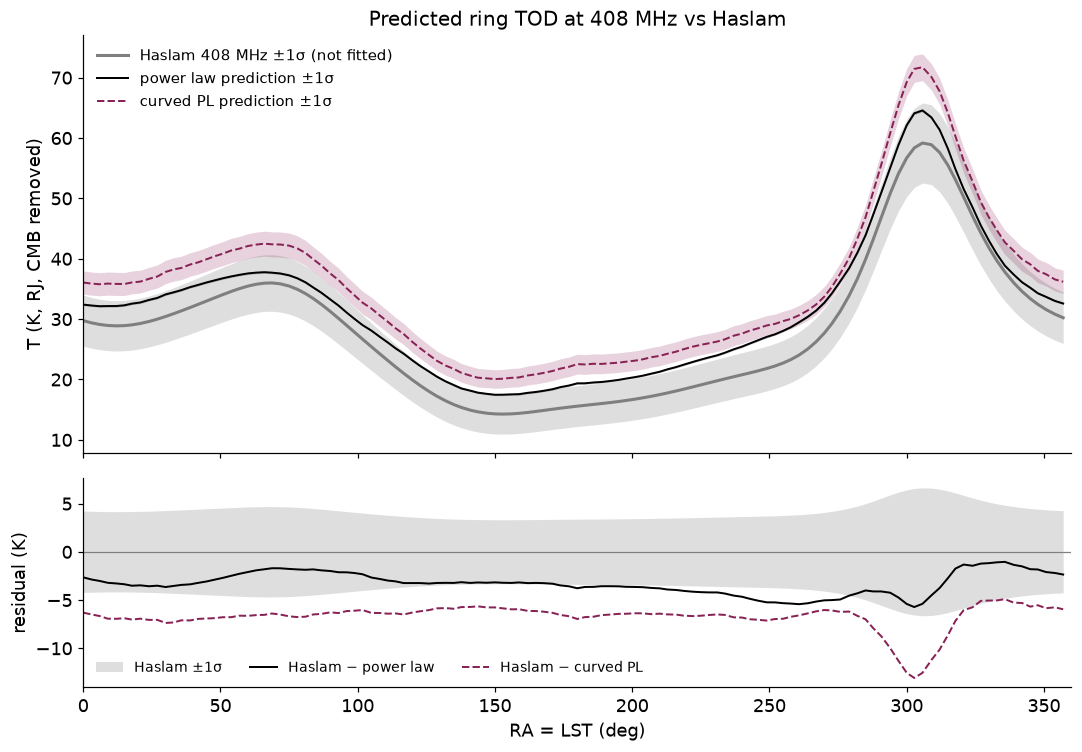 Predicted ring TOD at 408 MHz vs Haslam
Haslam 408 MHz ±1σ (not fitted)
power law prediction ±1σ
curved PL prediction ±1σ
T (K, RJ, CMB removed)
70
60
50
40
30
20
10
residual (K)
5
0
−5
−10
Haslam ±1σ
Haslam − power law
Haslam − curved PL
0
50
100
150
200
250
300
350
RA = LST (deg)